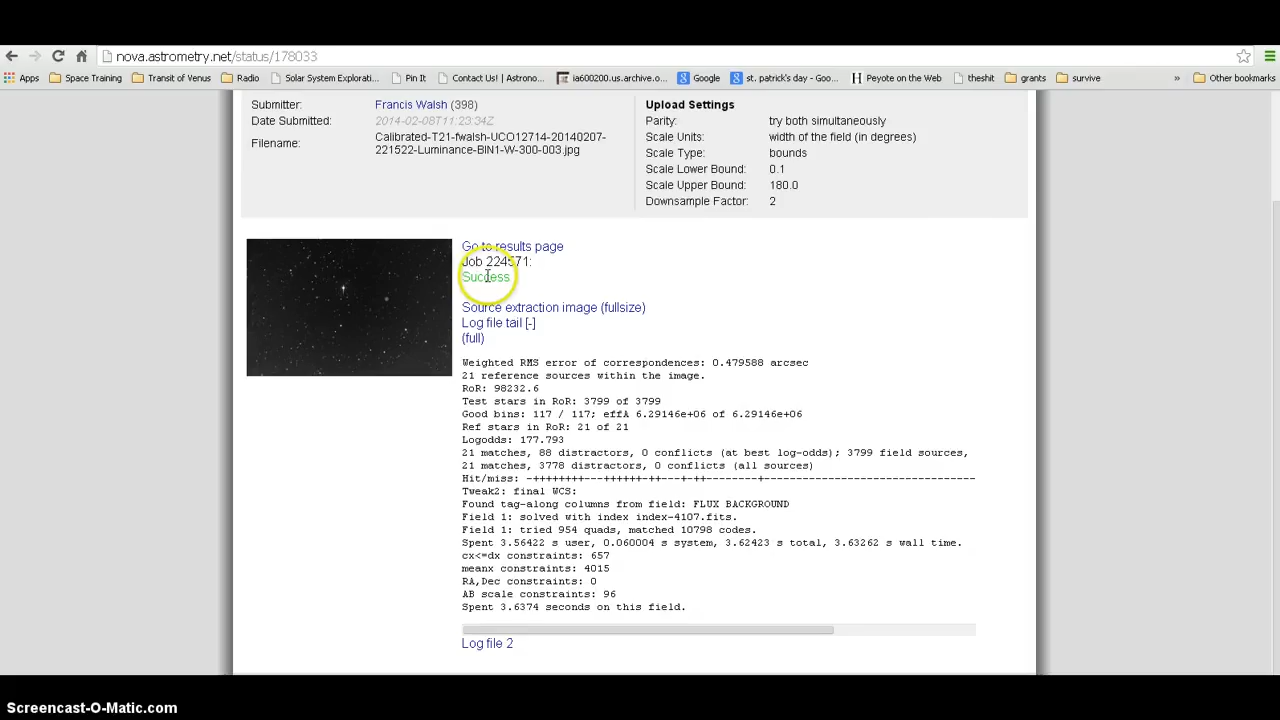 nova.astrometry.net/status/178033
Apps Space Training Transit of Venus Radio Solar System Explorati... Pin It Contact Us! | Astrono... ia600200.us.archive.o... Google st. patrick's day - Goo... Peyote on the Web theshit grants survive » Other bookmarks
Submitter: Francis Walsh (398)
Date Submitted: 2014-02-08T11:23:34Z
Filename: Calibrated-T21-fwalsh-UCO12714-20140207-
221522-Luminance-BIN1-W-300-003.jpg
Upload Settings
Parity: try both simultaneously
Scale Units: width of the field (in degrees)
Scale Type: bounds
Scale Lower Bound: 0.1
Scale Upper Bound: 180.0
Downsample Factor: 2
Go to results page
Job 224571:
Success
Source extraction image (fullsize)
Log file tail [-]
(full)
Weighted RMS error of correspondences: 0.479588 arcsec
21 reference sources within the image.
RoR: 98232.6
Test stars in RoR: 3799 of 3799
Good bins: 117 / 117; effA 6.29146e+06 of 6.29146e+06
Ref stars in RoR: 21 of 21
Logodds: 177.793
21 matches, 88 distractors, 0 conflicts (at best log-odds); 3799 field sources,
21 matches, 3778 distractors, 0 conflicts (all sources)
Hit/miss: -++++++++---++++++-++---+-++--------+---------------------------------
Tweak2: final WCS:
Found tag-along columns from field: FLUX BACKGROUND
Field 1: solved with index index-4107.fits.
Field 1: tried 954 quads, matched 10798 codes.
Spent 3.56422 s user, 0.060004 s system, 3.62423 s total, 3.63262 s wall time.
cx<=dx constraints: 657
meanx constraints: 4015
RA,Dec constraints: 0
AB scale constraints: 96
Spent 3.6374 seconds on this field.
Log file 2
Screencast-O-Matic.com